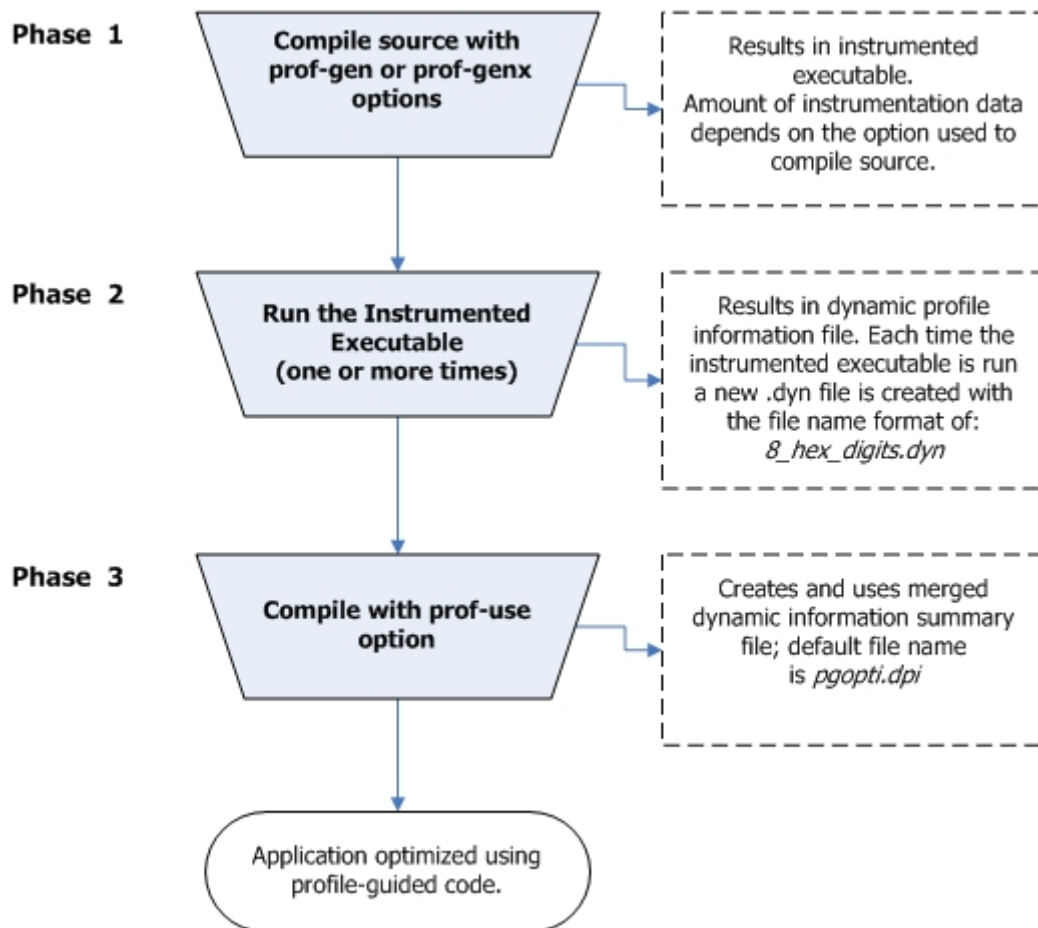 Phase 1
Compile source with
prof-gen or prof-genx
options
Results in instrumented
executable.
Amount of instrumentation data
depends on the option used to
compile source.
Phase 2
Run the Instrumented
Executable
(one or more times)
Results in dynamic profile
information file. Each time the
instrumented executable is run
a new .dyn file is created with
the file name format of:
8_hex_digits.dyn
Phase 3
Compile with prof-use
option
Creates and uses merged
dynamic information summary
file; default file name
is pgopti.dpi
Application optimized using
profile-guided code.